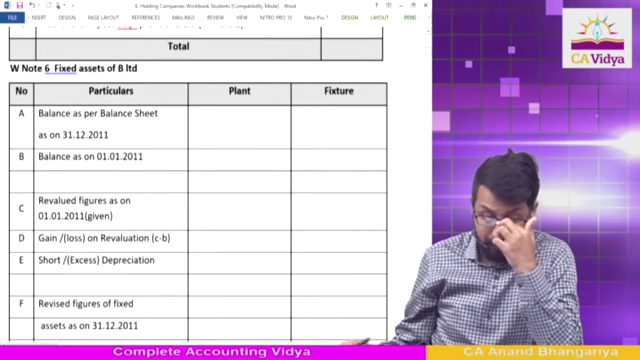 6. Holding Companies Workbook Students [Compatibility Mode] - Word
FILE
INSERT
DESIGN
PAGE LAYOUT
REFERENCES
MAILINGS
REVIEW
VIEW
NITRO PRO 13
Nitro Pro 7
DESIGN
LAYOUT
PENS
Total
W Note 6 Fixed assets of B ltd
No Particulars Plant Fixture
A Balance as per Balance Sheet
as on 31.12.2011
B Balance as on 01.01.2011
C Revalued figures as on
01.01.2011(given)
D Gain /(loss) on Revaluation (c-b)
E Short /(Excess) Depreciation
F Revised figures of fixed
assets as on 31.12.2011
CA Vidya
Complete Accounting Vidya
CA Anand Bhangariya